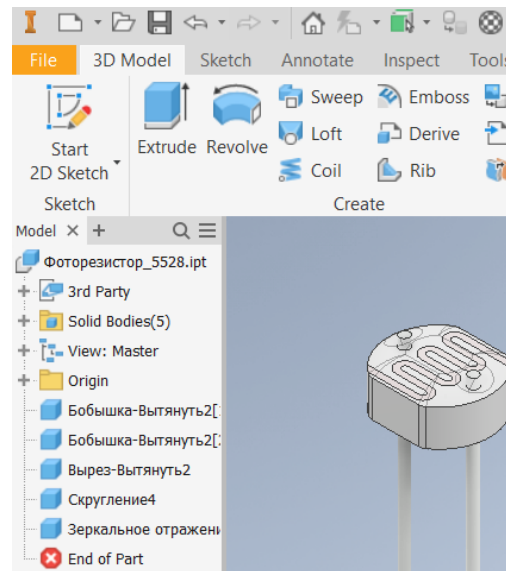 File 3D Model Sketch Annotate Inspect Tools
Start
2D Sketch
Extrude Revolve
Sweep Emboss
Loft Derive
Coil Rib
Sketch Create
Model × +
Фоторезистор_5528.ipt
3rd Party
Solid Bodies(5)
View: Master
Origin
Бобышка-Вытянуть2[
Бобышка-Вытянуть2[
Вырез-Вытянуть2
Скругление4
Зеркальное отражени
End of Part